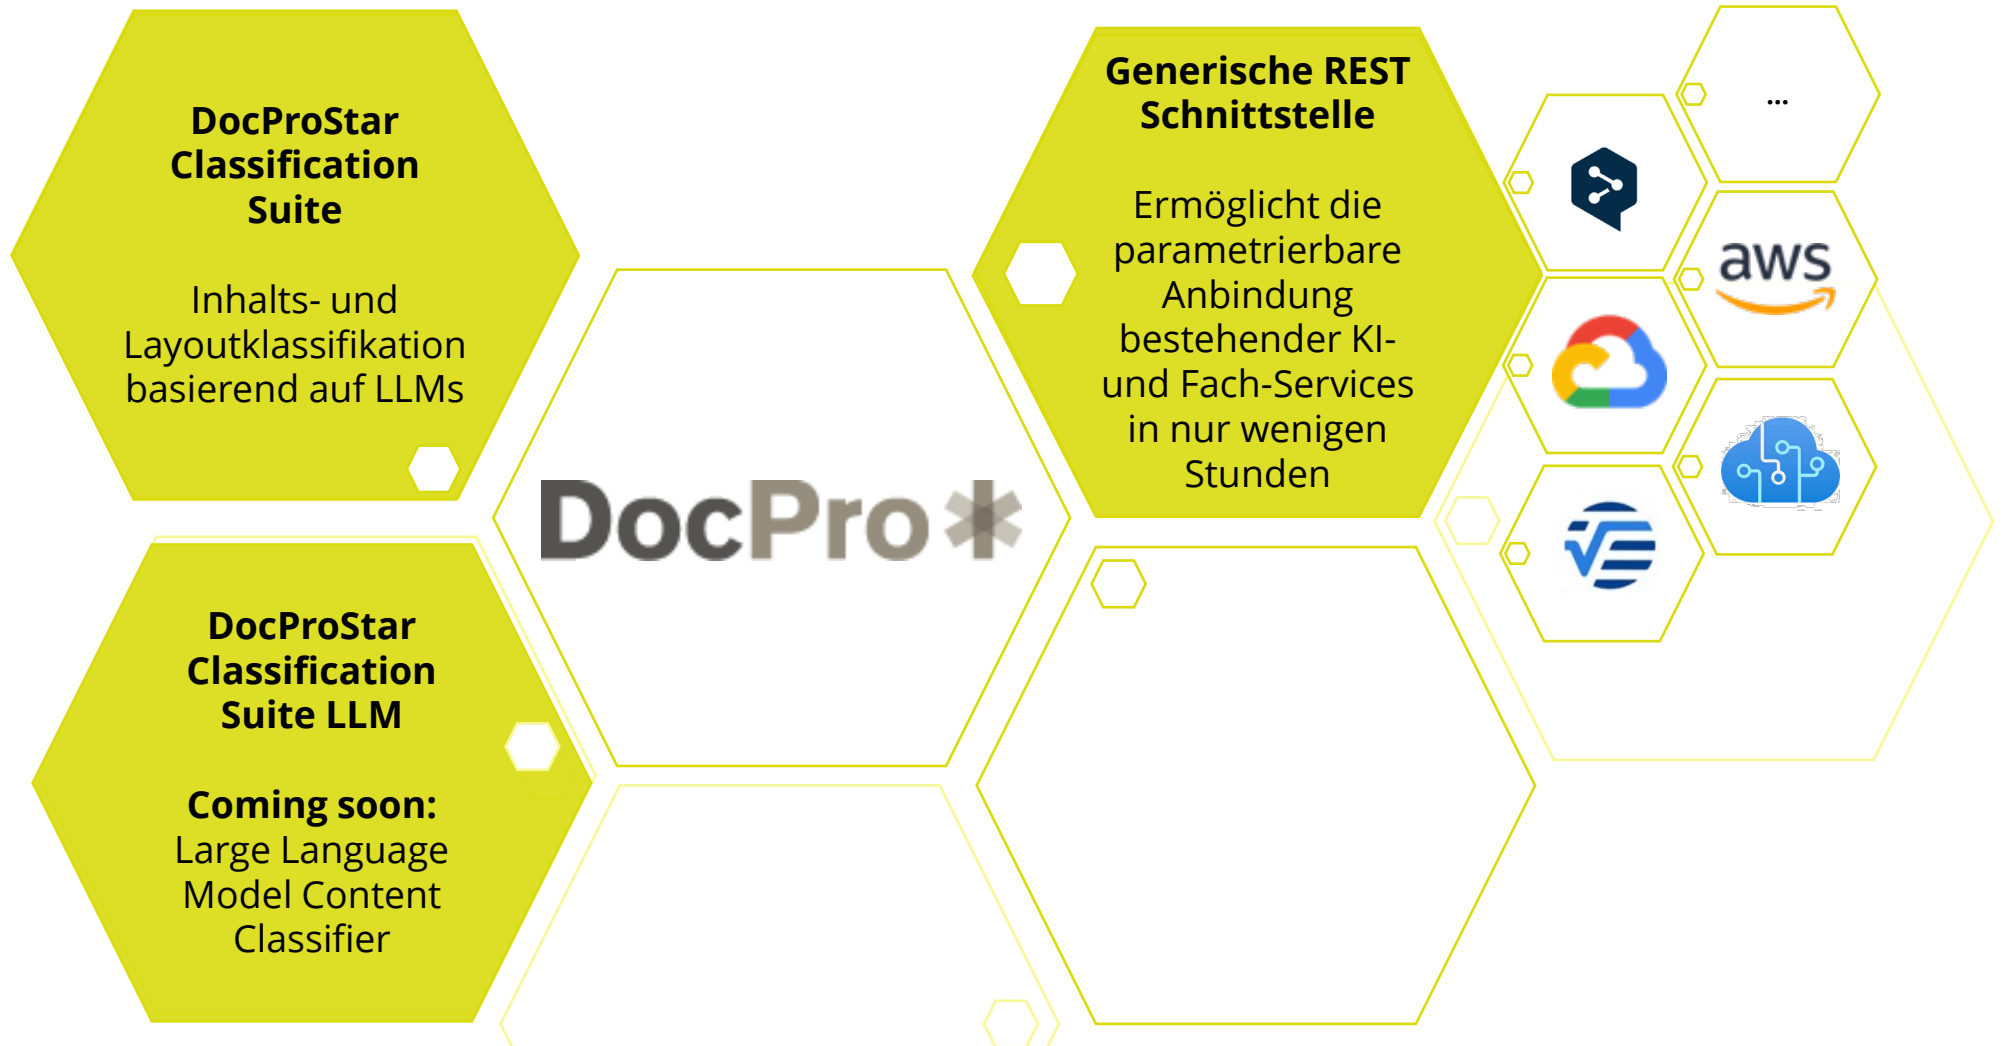 DocProStar
Classification
Suite
Inhalts- und
Layoutklassifikation
basierend auf LLMs
DocProStar
Classification
Suite LLM
Coming soon:
Large Language
Model Content
Classifier
DocPro*
Generische REST
Schnittstelle
Ermöglicht die
parametrierbare
Anbindung
bestehender KI-
und Fach-Services
in nur wenigen
Stunden
...
aws